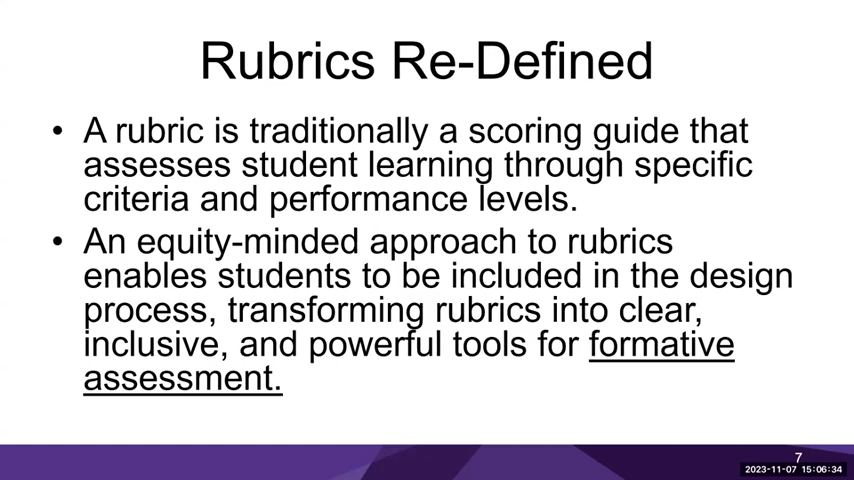 Rubrics Re-Defined
• A rubric is traditionally a scoring guide that
assesses student learning through specific
criteria and performance levels.
• An equity-minded approach to rubrics
enables students to be included in the design
process, transforming rubrics into clear,
inclusive, and powerful tools for formative
assessment.
7
2023-11-07 15:06:34